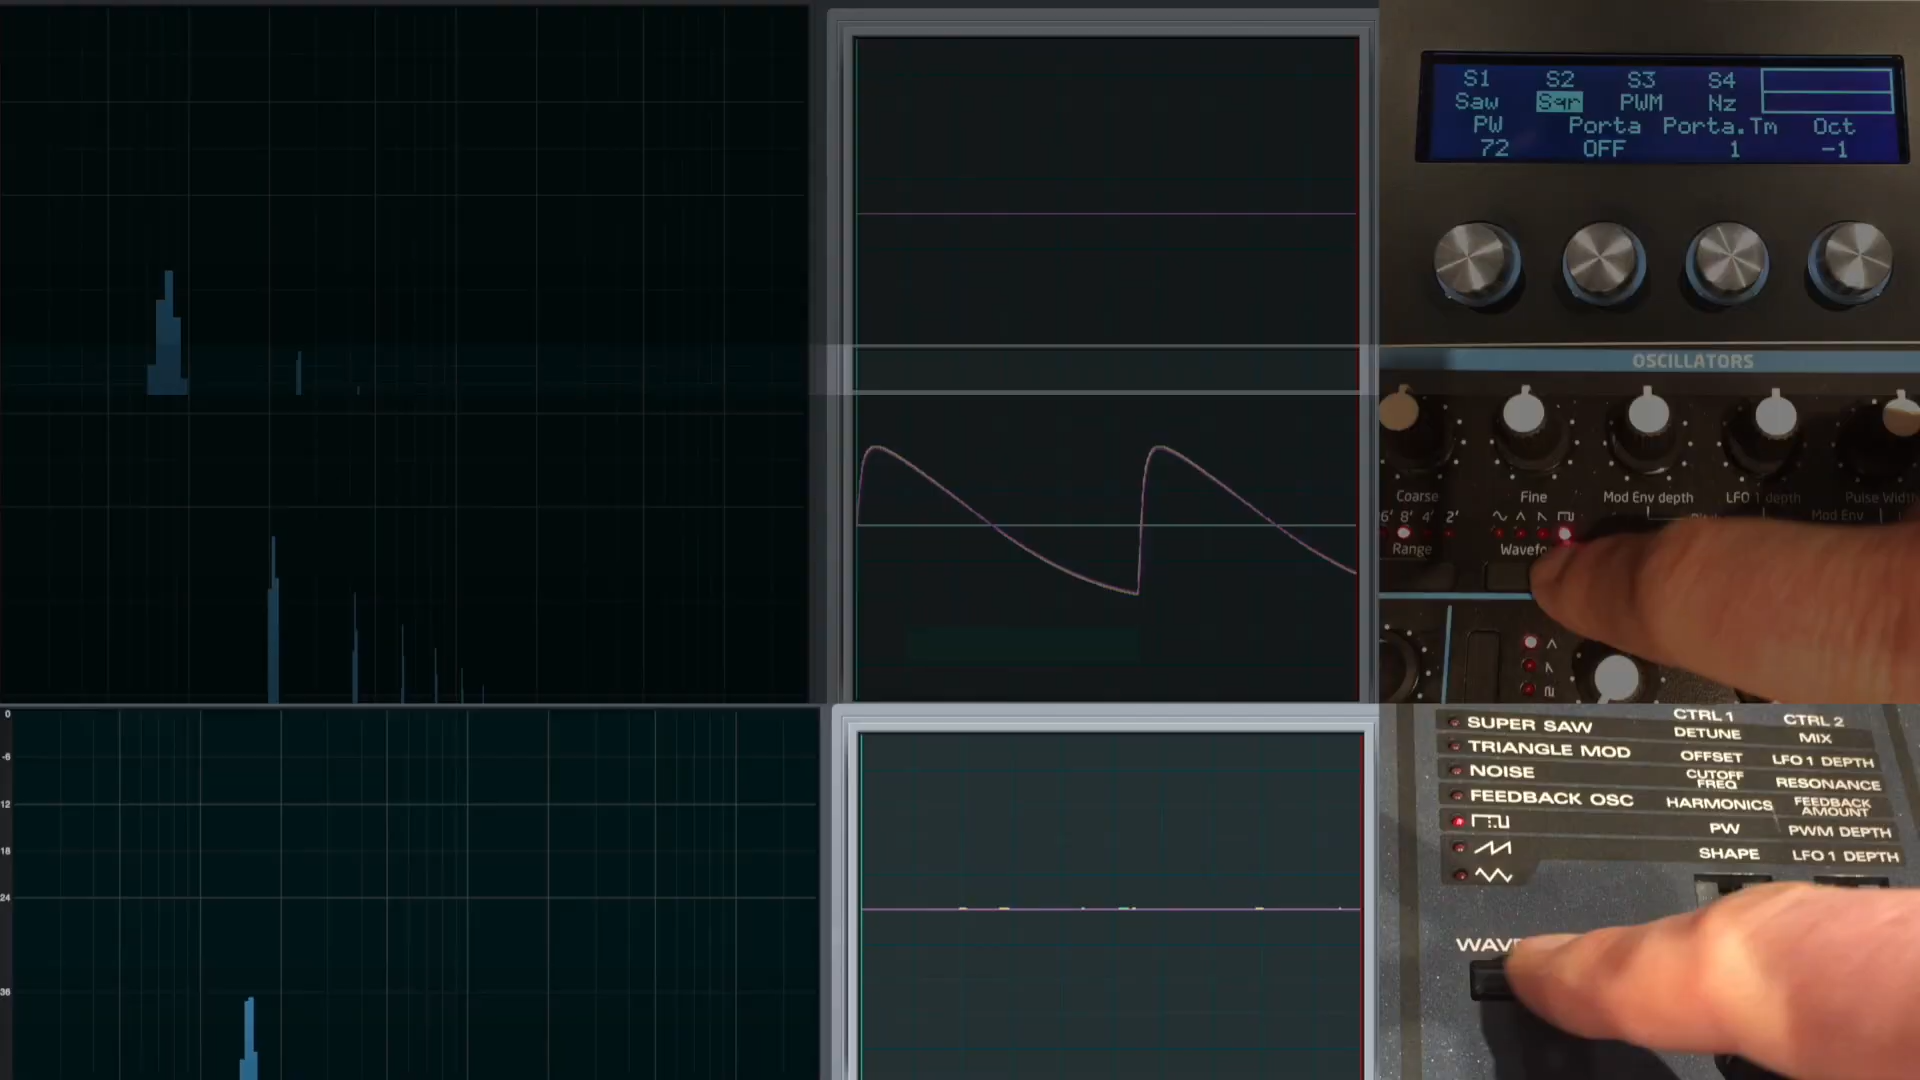 S1 S2 S3 S4
Saw Sqr PWM Nz
PW Porta Porta.Tm Oct
72 OFF 1 -1
OSCILLATORS
Coarse Fine Mod Env depth LFO 1 depth Pulse Width
8' 4' 2'
Mod Env
Range
0
-6
12
18
24
36
CTRL 1 CTRL 2
SUPER SAW DETUNE MIX
TRIANGLE MOD OFFSET LFO 1 DEPTH
NOISE CUTOFF FREQ RESONANCE
FEEDBACK OSC HARMONICS FEEDBACK AMOUNT
PW PWM DEPTH
SHAPE LFO 1 DEPTH